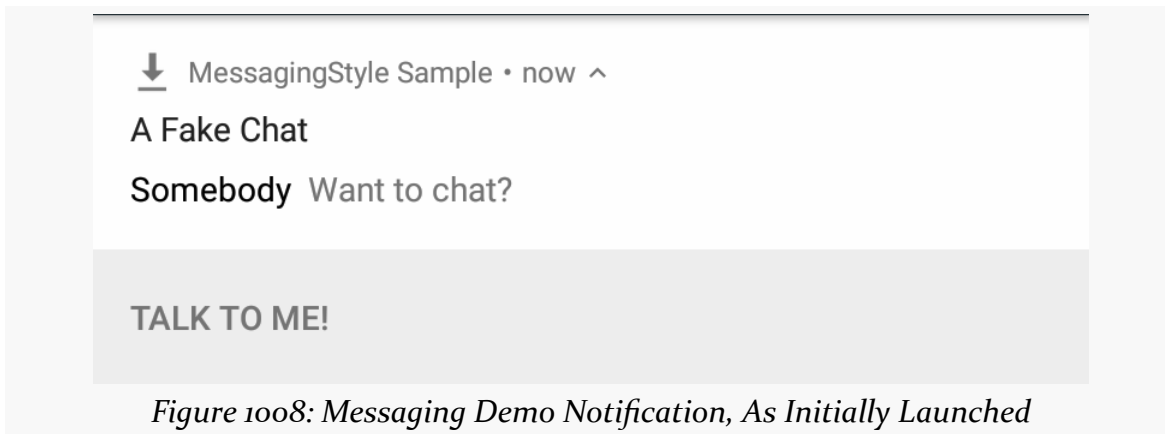 MessagingStyle Sample • now
A Fake Chat
Somebody Want to chat?
TALK TO ME!
Figure 1008: Messaging Demo Notification, As Initially Launched